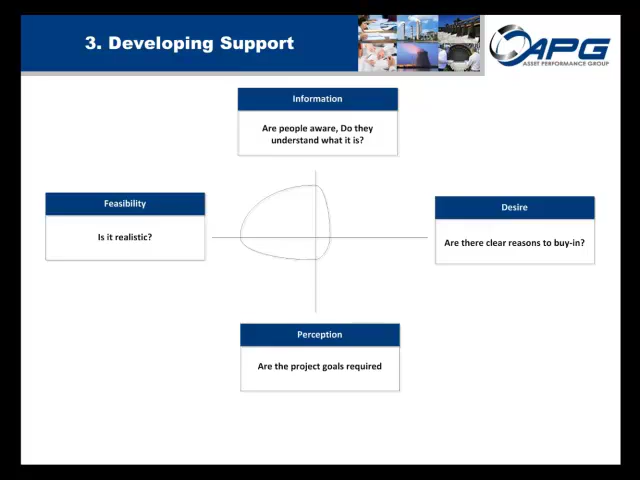 3. Developing Support
APG
ASSET PERFORMANCE GROUP
Information
Are people aware, Do they
understand what it is?
Feasibility
Is it realistic?
Desire
Are there clear reasons to buy-in?
Perception
Are the project goals required